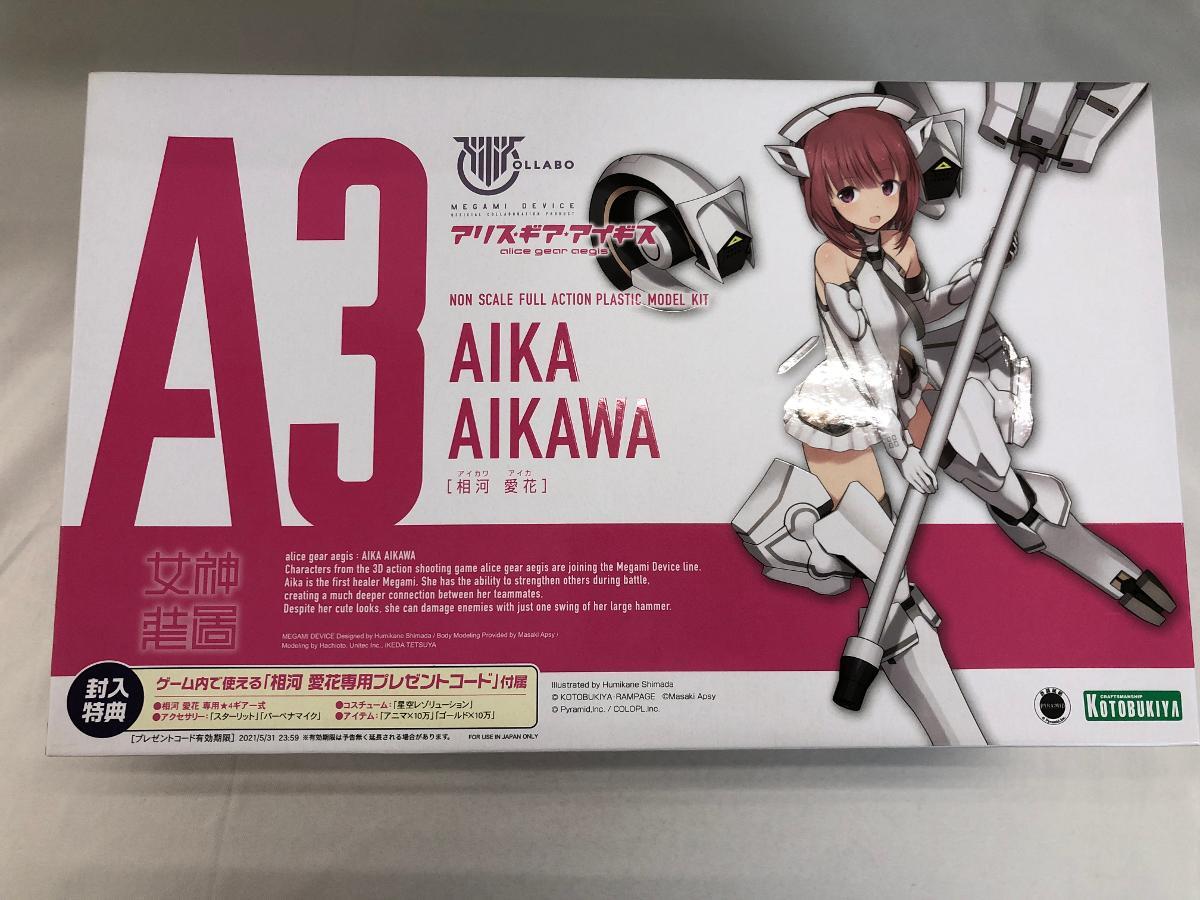 A3
COLLABO
MEGAMI DEVICE
OFFICIAL COLLABORATION PRODUCT
アリス・ギア・アイギス
alice gear aegis
NON SCALE FULL ACTION PLASTIC MODEL KIT
AIKA
AIKAWA
アイカワ アイカ
[相河 愛花]
女神
装置
alice gear aegis : AIKA AIKAWA
Characters from the 3D action shooting game alice gear aegis are joining the Megami Device line.
Aika is the first healer Megami. She has the ability to strengthen others during battle,
creating a much deeper connection between her teammates.
Despite her cute looks, she can damage enemies with just one swing of her large hammer.
MEGAMI DEVICE Designed by Humikane Shimada / Body Modeling Provided by Masaki Apsy /
Modeling by Hachioto, Unitec Inc., IKEDA TETSUYA
封入
特典
ゲーム内で使える「相河 愛花専用プレゼントコード」付属
●相河 愛花 専用★4ギア一式 ●コスチューム:「星空レゾリューション」
●アクセサリー:「スターリット」「バーベナマイク」 ●アイテム:「アニマ×10万」「ゴールド×10万」
[プレゼントコード有効期限] 2021/5/31 23:59 ※有効期限は予告無く延長される場合があります。 FOR USE IN JAPAN ONLY
Illustrated by Humikane Shimada
© KOTOBUKIYA・RAMPAGE ©Masaki Apsy
© Pyramid,Inc. / COLOPL,Inc.
PYRAMID
CRAFTSMANSHIP
KOTOBUKIYA